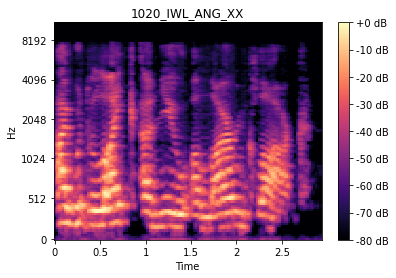 1020_IWL_ANG_XX
+0 dB
8192
-10 dB
4096
-20 dB
-30 dB
2048
Hz
-40 dB
1024
-50 dB
512
-60 dB
-70 dB
0
-80 dB
0 0.5 1 1.5 2 2.5
Time